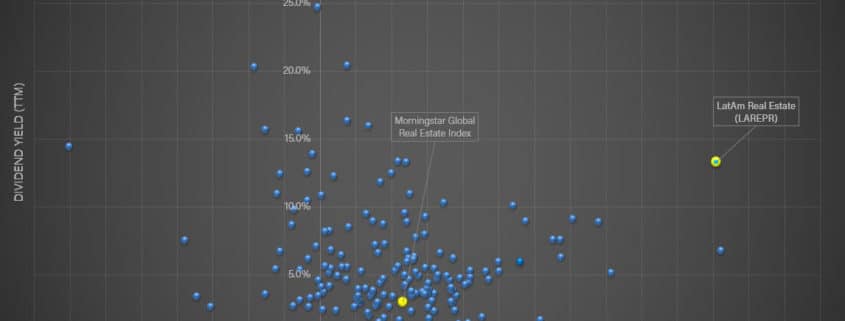 25.0%
20.0%
15.0%
10.0%
5.0%
DIVIDEND YIELD (TTM)
Morningstar Global
Real Estate Index
LatAm Real Estate
(LAREPR)